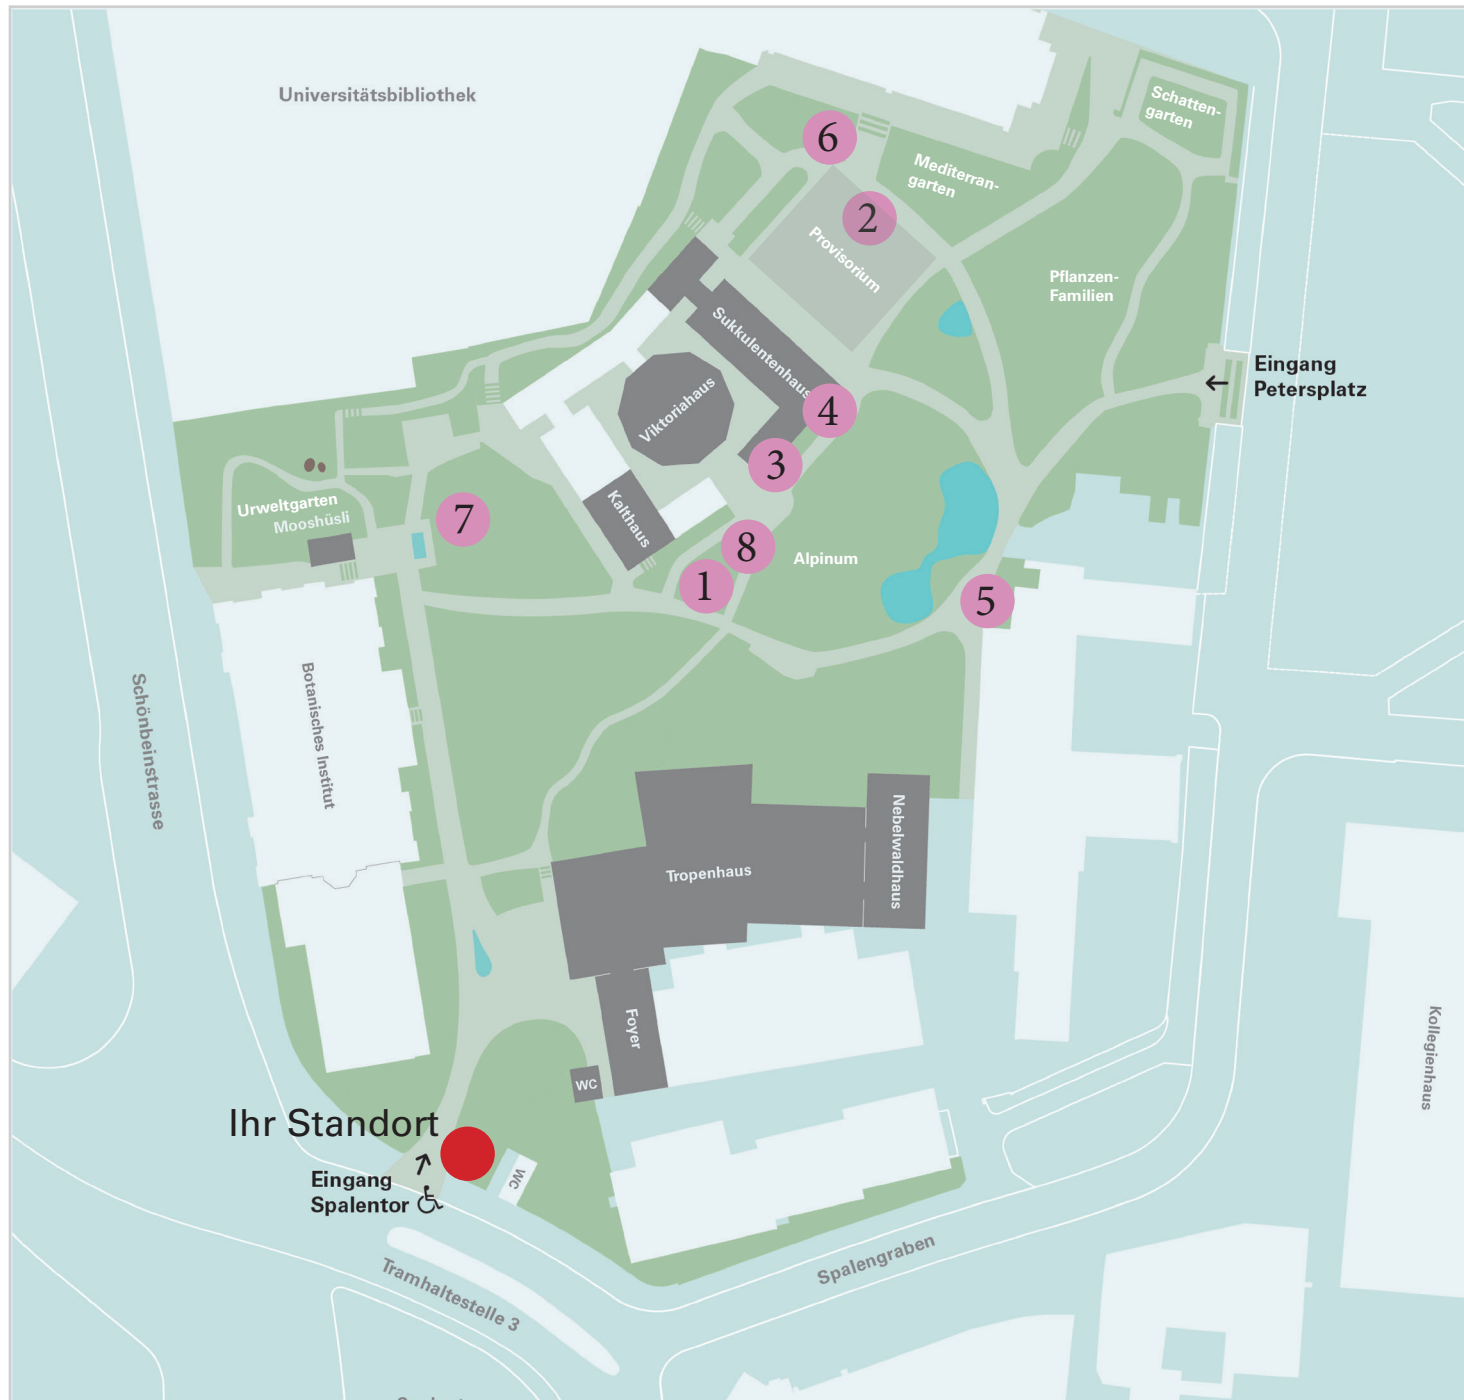 Universitätsbibliothek
Schatten-
garten
6
Mediterran-
garten
2
Provisorium
Pflanzen-
Familien
Sukkulentenhaus
Eingang
Petersplatz
Viktoriahaus
4
3
Urweltgarten
Mooshüsli
7
Kalthaus
8
Alpinum
1
5
Schönbeinstrasse
Botanisches Institut
Tropenhaus
Nebelwaldhaus
Foyer
Kollegienhaus
WC
Ihr Standort
Eingang
Spalentor
WC
Spalengraben
Tramhaltestelle 3